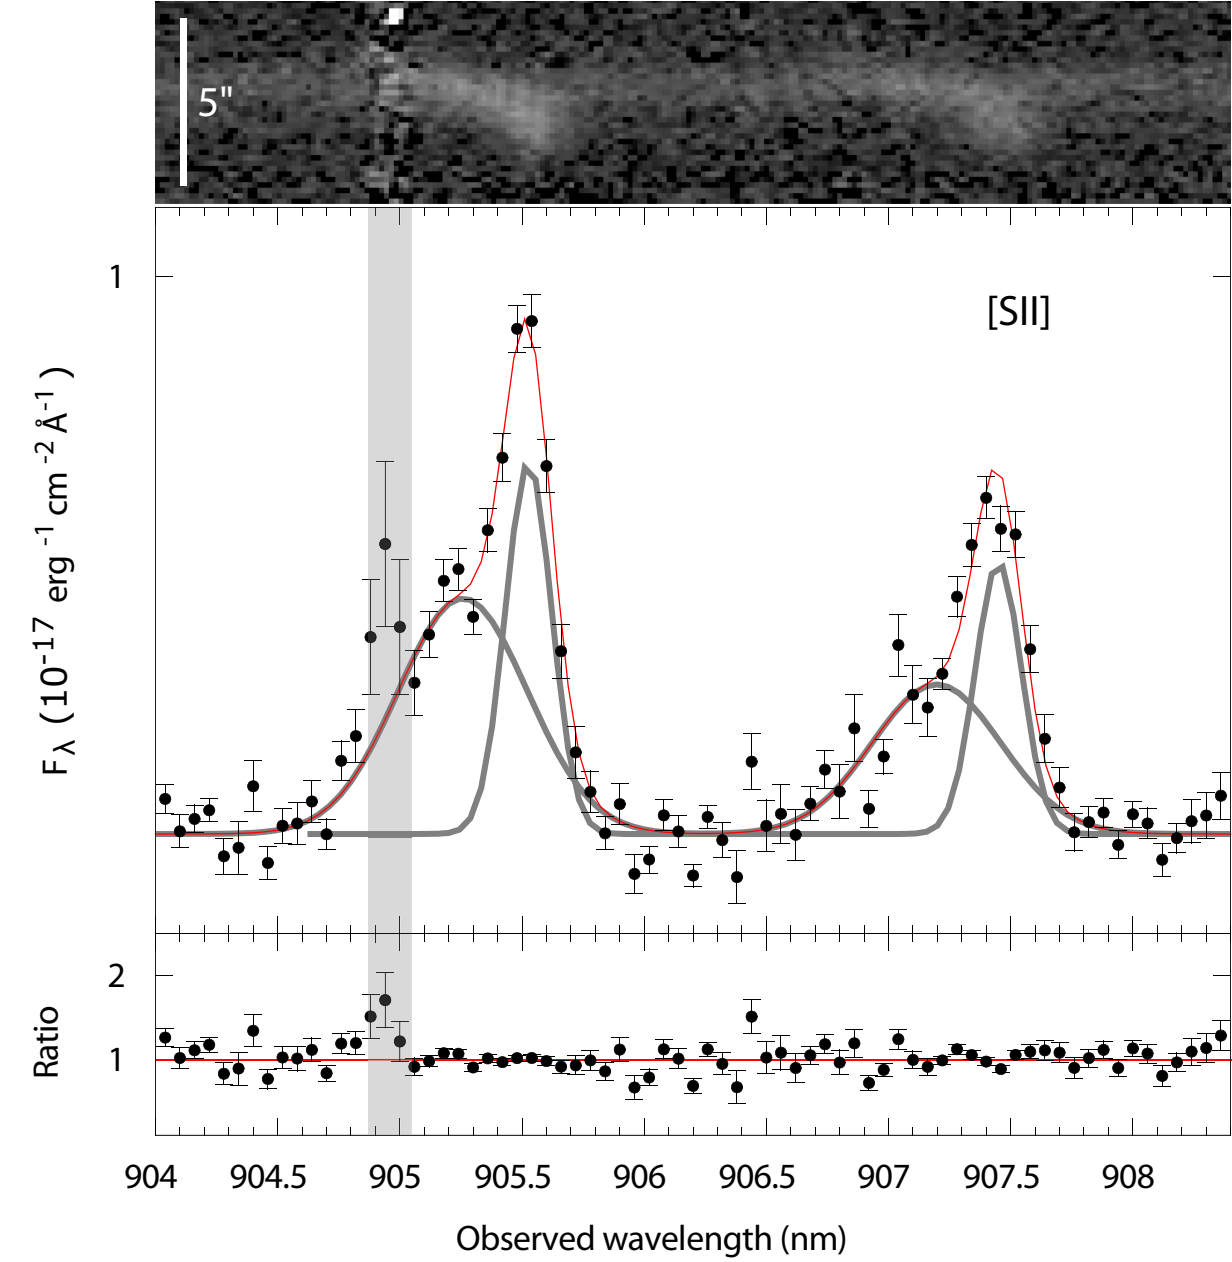 5"
1
[SII]
F λ (10⁻¹⁷ erg ⁻¹ cm ⁻² Å⁻¹ )
2
1
Ratio
904 904.5 905 905.5 906 906.5 907 907.5 908
Observed wavelength (nm)